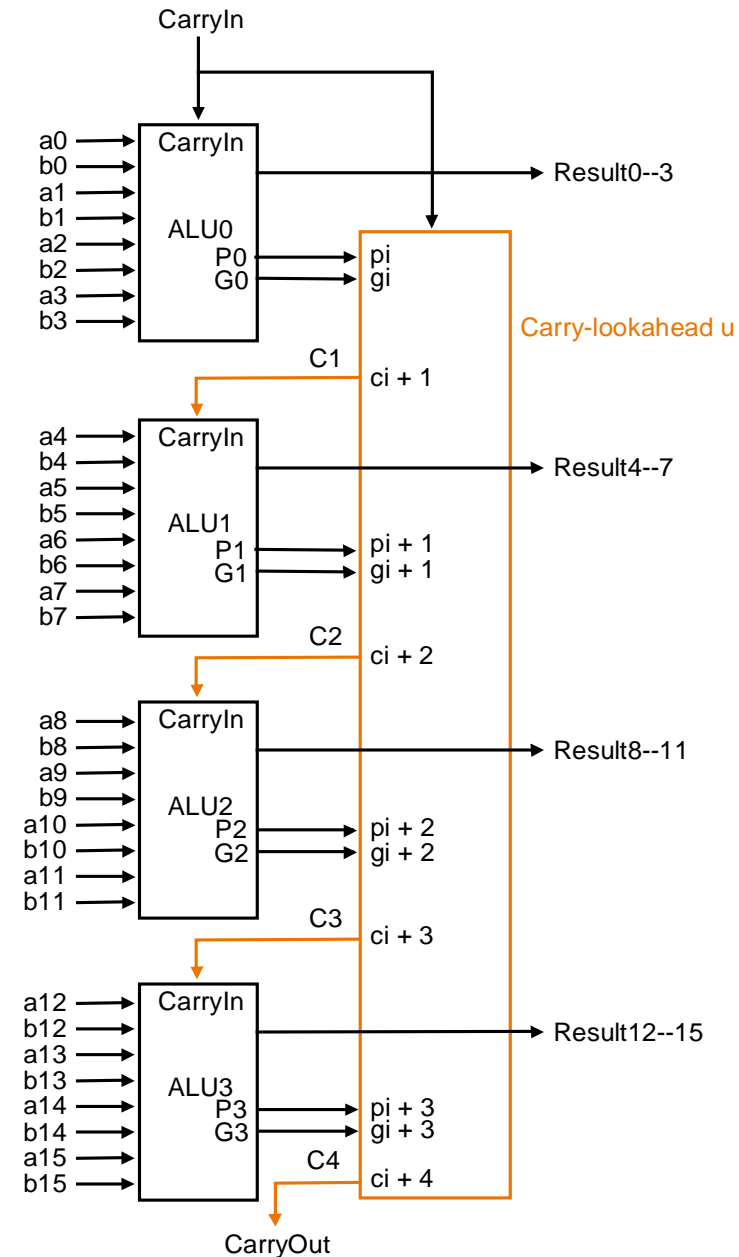 CarryIn
a0
b0
a1
b1
a2
b2
a3
b3
CarryIn
ALU0
P0
G0
pi
gi
Result0--3
Carry-lookahead u
C1
ci + 1
a4
b4
a5
b5
a6
b6
a7
b7
CarryIn
ALU1
P1
G1
pi + 1
gi + 1
Result4--7
C2
ci + 2
a8
b8
a9
b9
a10
b10
a11
b11
CarryIn
ALU2
P2
G2
pi + 2
gi + 2
Result8--11
C3
ci + 3
a12
b12
a13
b13
a14
b14
a15
b15
CarryIn
ALU3
P3
G3
pi + 3
gi + 3
Result12--15
C4
ci + 4
CarryOut